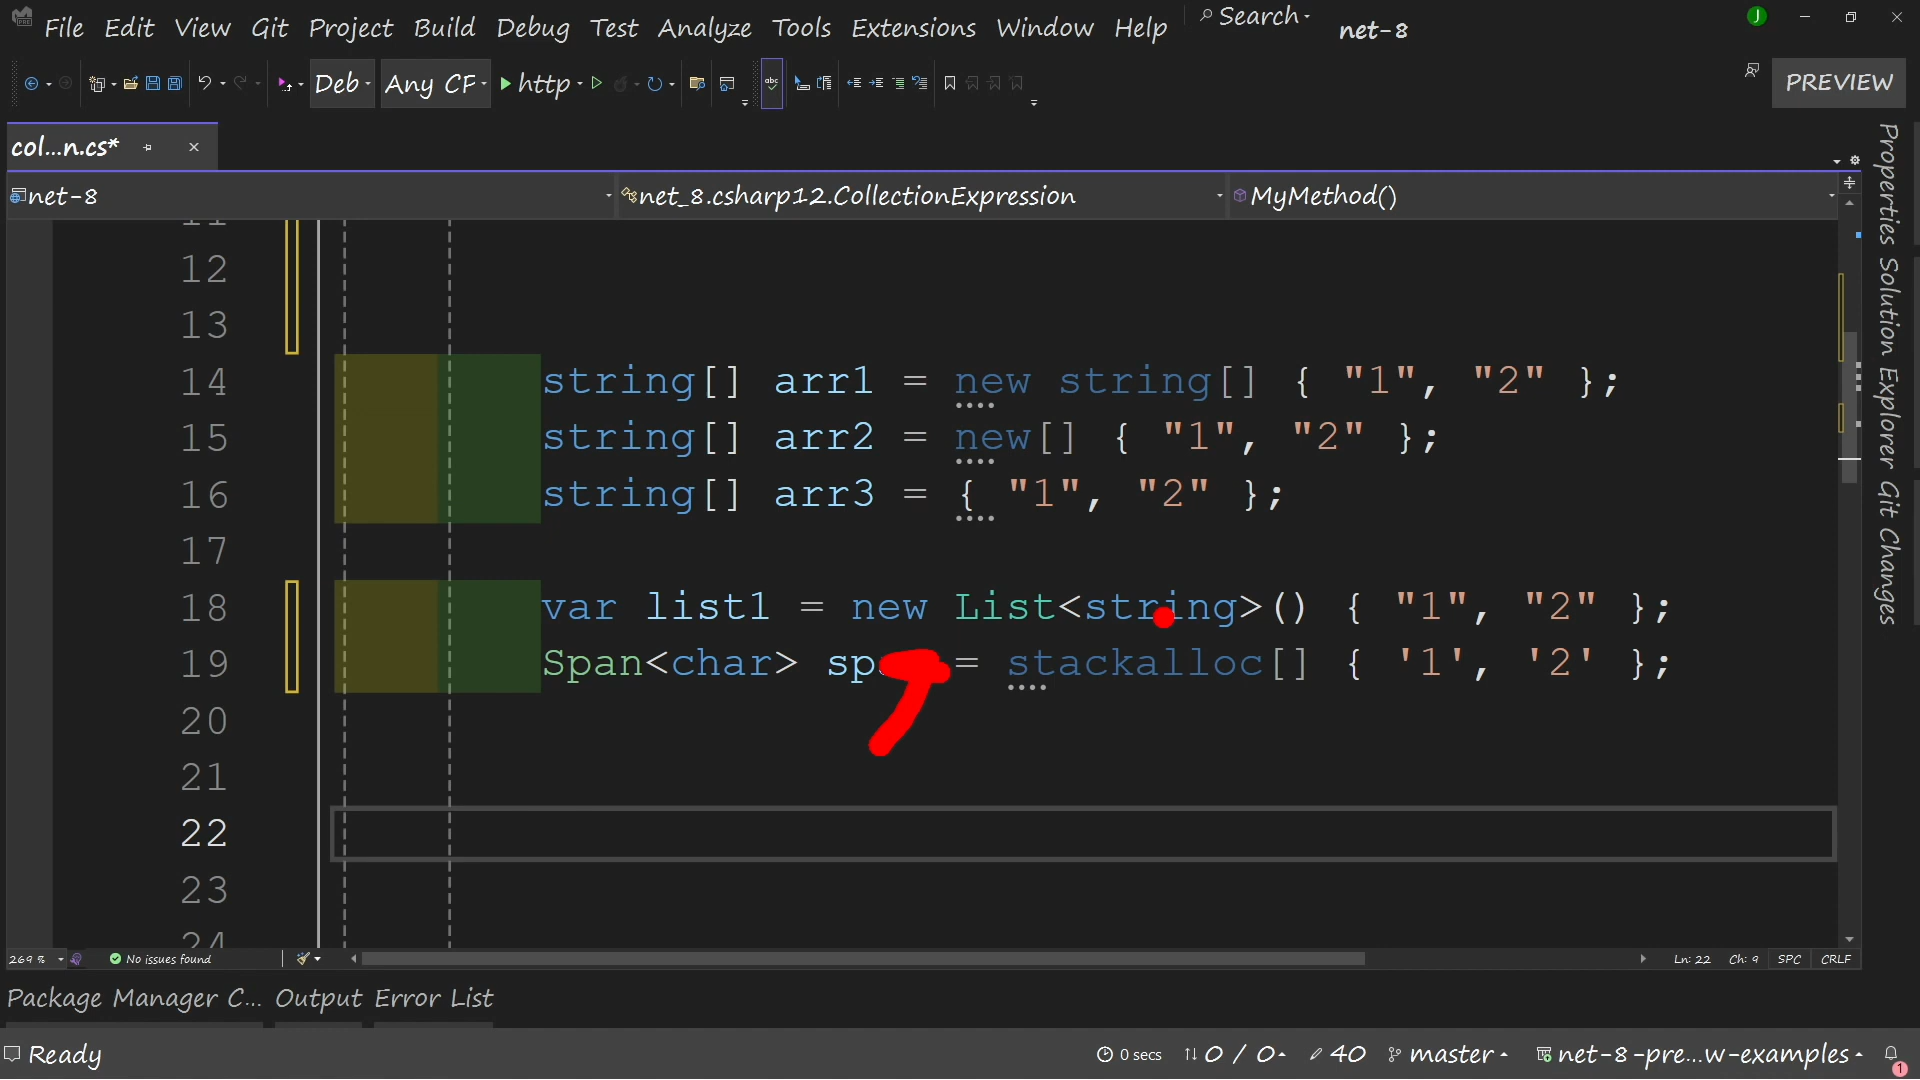 File Edit View Git Project Build Debug Test Analyze Tools Extensions Window Help Search net-8 J
Deb Any CF http abc PREVIEW
col...n.cs*
net-8 net_8.csharp12.CollectionExpression MyMethod()
12
13
14 string[] arr1 = new string[] { "1", "2" };
15 string[] arr2 = new[] { "1", "2" };
16 string[] arr3 = { "1", "2" };
17
18 var list1 = new List<string>() { "1", "2" };
19 Span<char> sp = stackalloc[] { '1', '2' };
20
21
22
23
24
Properties Solution Explorer Git Changes
269 % No issues found Ln: 22 Ch: 9 SPC CRLF
Package Manager C... Output Error List
Ready 0 secs 0 / 0 40 master net-8-pre...w-examples 1